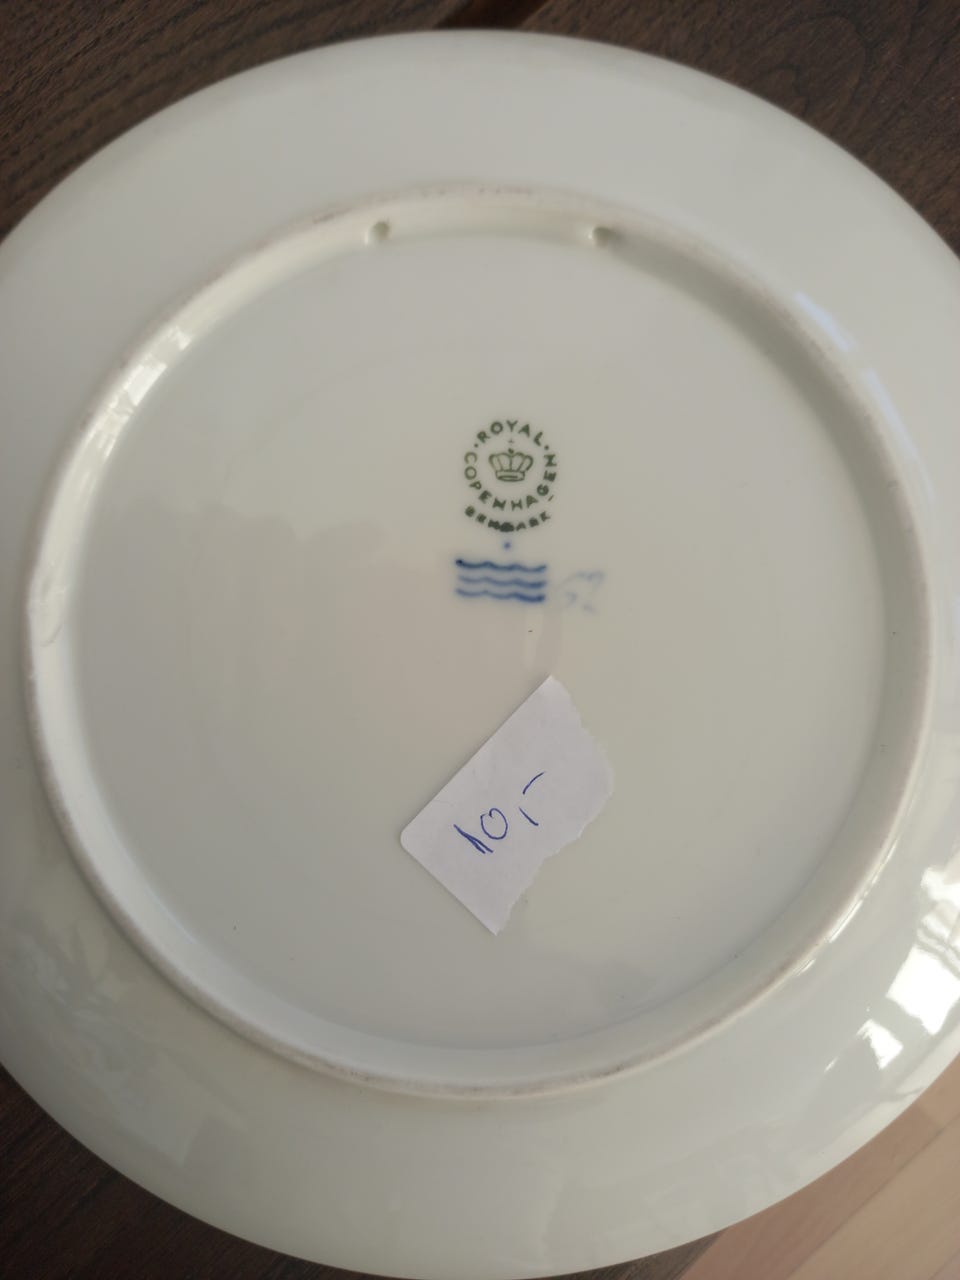 ROYAL
COPENHAGEN
DENMARK
10,-